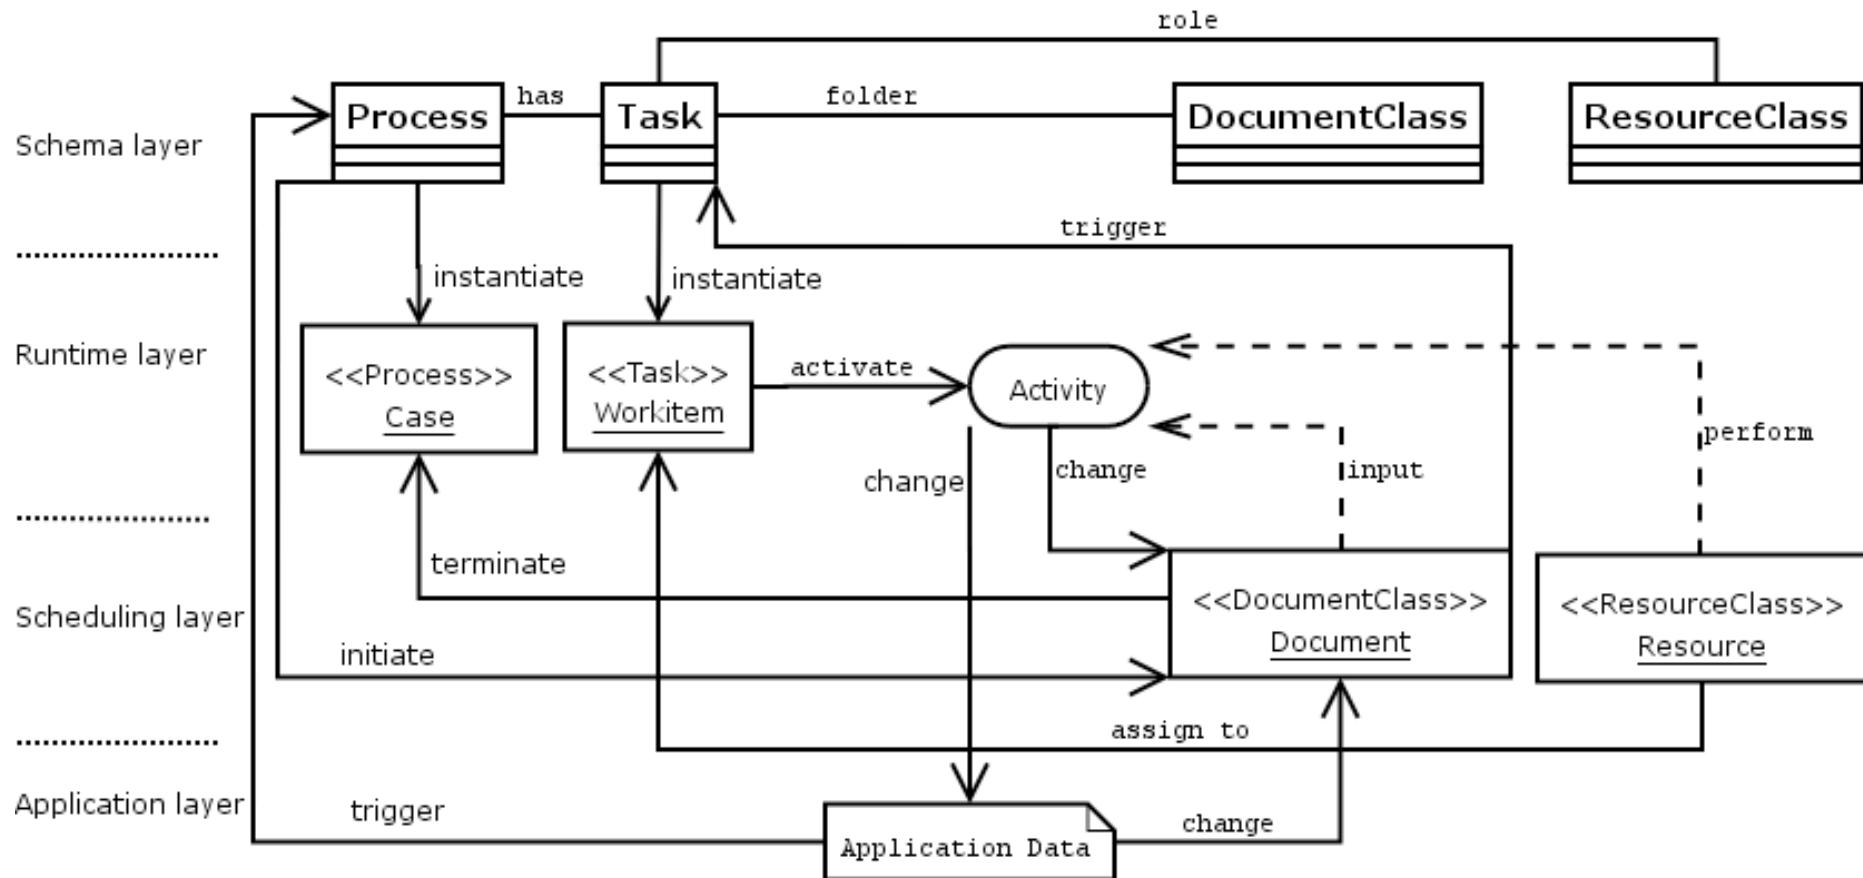 role
Process
has
Task
folder
DocumentClass
ResourceClass
Schema layer
trigger
instantiate
instantiate
Runtime layer
<<Process>>
Case
<<Task>>
Workitem
activate
Activity
perform
change
change
input
terminate
Scheduling layer
<<DocumentClass>>
Document
<<ResourceClass>>
Resource
initiate
assign to
Application layer
trigger
Application Data
change